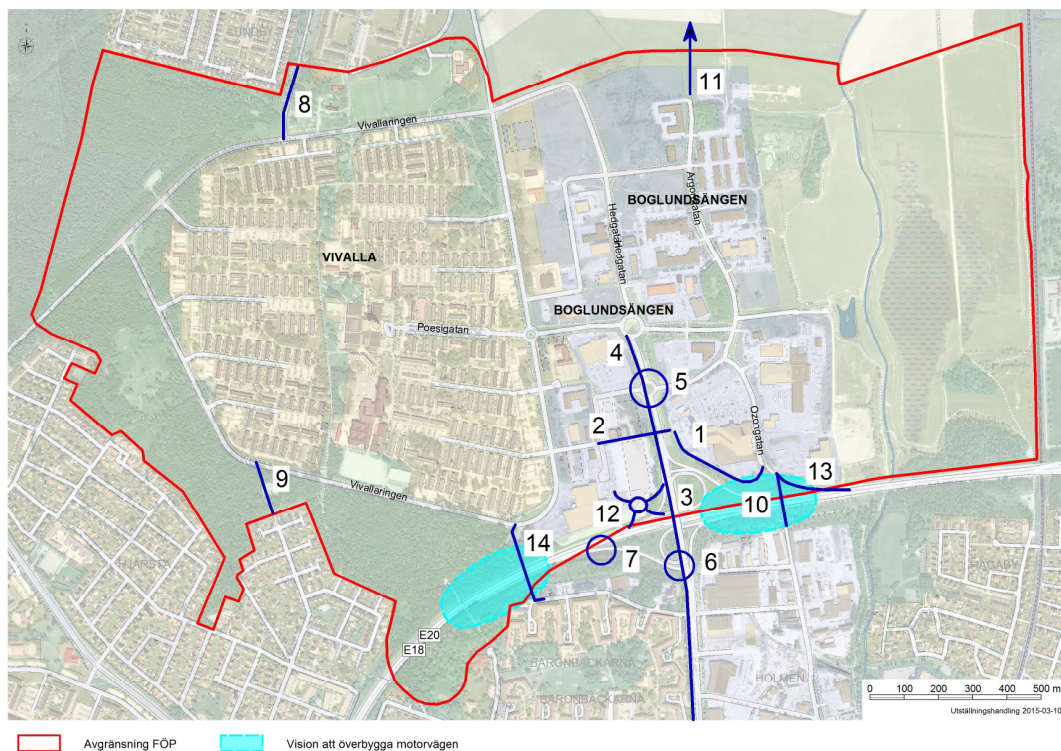 LUNDBY
11
8
Vivallaringen
Argongatan
BOGLUNDSÄNGEN
Hedgatan
Hedgatan
VIVALLA
BOGLUNDSÄNGEN
Poesigatan
4
5
Ozongatan
2
1
9
13
Vivallaringen
3
10
12
14
7
6
HJÄRSTA
HAGABY
E20
E18
BARONBACKARNA
HOLMEN
BARONBACKARNA
0 100 200 300 400 500 m
Utställningshandling 2015-03-10
Avgränsning FÖP
Vision att överbygga motorvägen